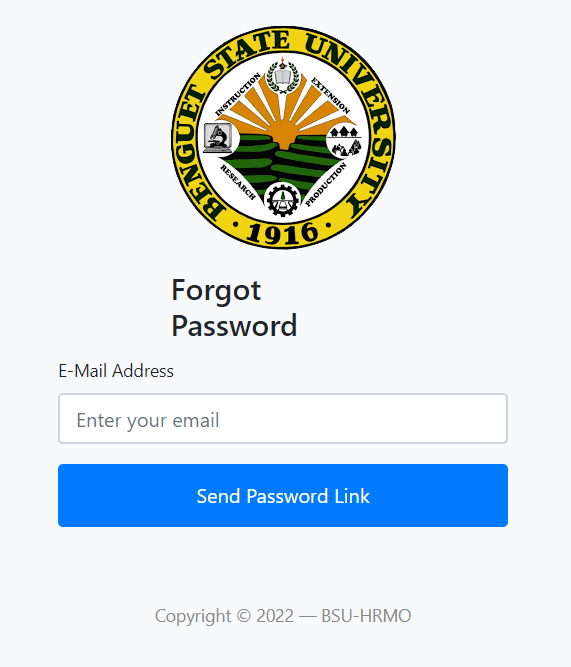 BENGUET STATE UNIVERSITY
INSTRUCTION
EXTENSION
RESEARCH
PRODUCTION
· 1916 ·
Forgot
Password
E-Mail Address
Enter your email
Send Password Link
Copyright © 2022 — BSU-HRMO